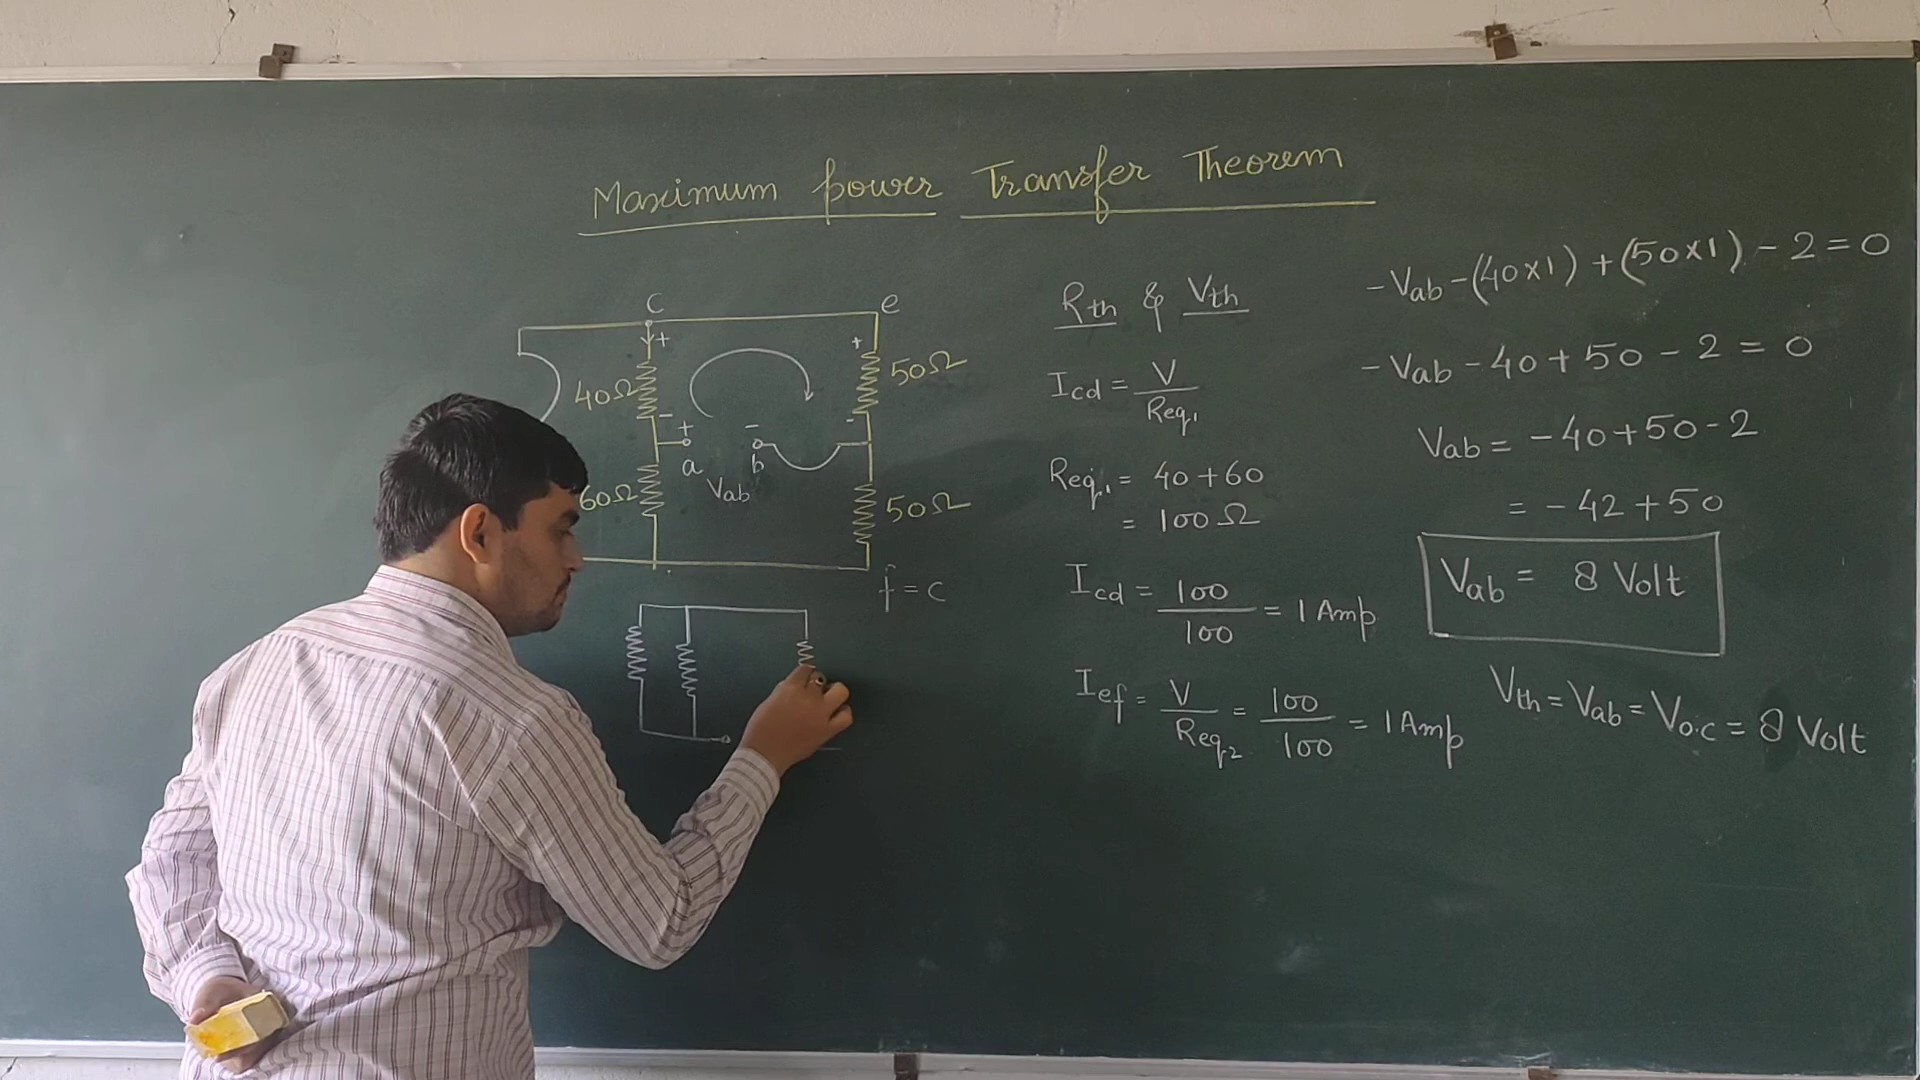 Maximum power Transfer Theorem
c e
+ +
40Ω 50Ω
- -
+ -
a b
Vab
60Ω 50Ω
f = c
Rth & Vth
Icd = V / Req1
Req1 = 40+60
= 100 Ω
Icd = 100 / 100 = 1 Amp
Ief = V / Req2 = 100 / 100 = 1 Amp
-Vab -(40×1) +(50×1) - 2 = 0
-Vab - 40 + 50 - 2 = 0
Vab = -40+50-2
= -42+50
Vab = 8 Volt
Vth = Vab = Vo.c = 8 Volt